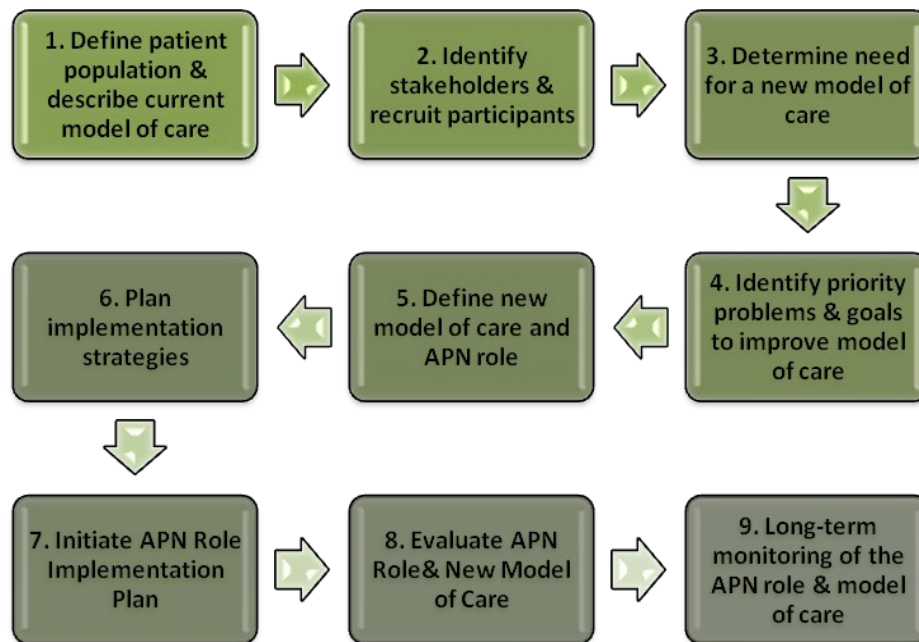 1. Define patient
population &
describe current
model of care
2. Identify
stakeholders &
recruit participants
3. Determine need
for a new model of
care
4. Identify priority
problems & goals
to improve model
of care
5. Define new
model of care and
APN role
6. Plan
implementation
strategies
7. Initiate APN Role
Implementation
Plan
8. Evaluate APN
Role& New Model
of Care
9. Long-term
monitoring of the
APN role & model
of care